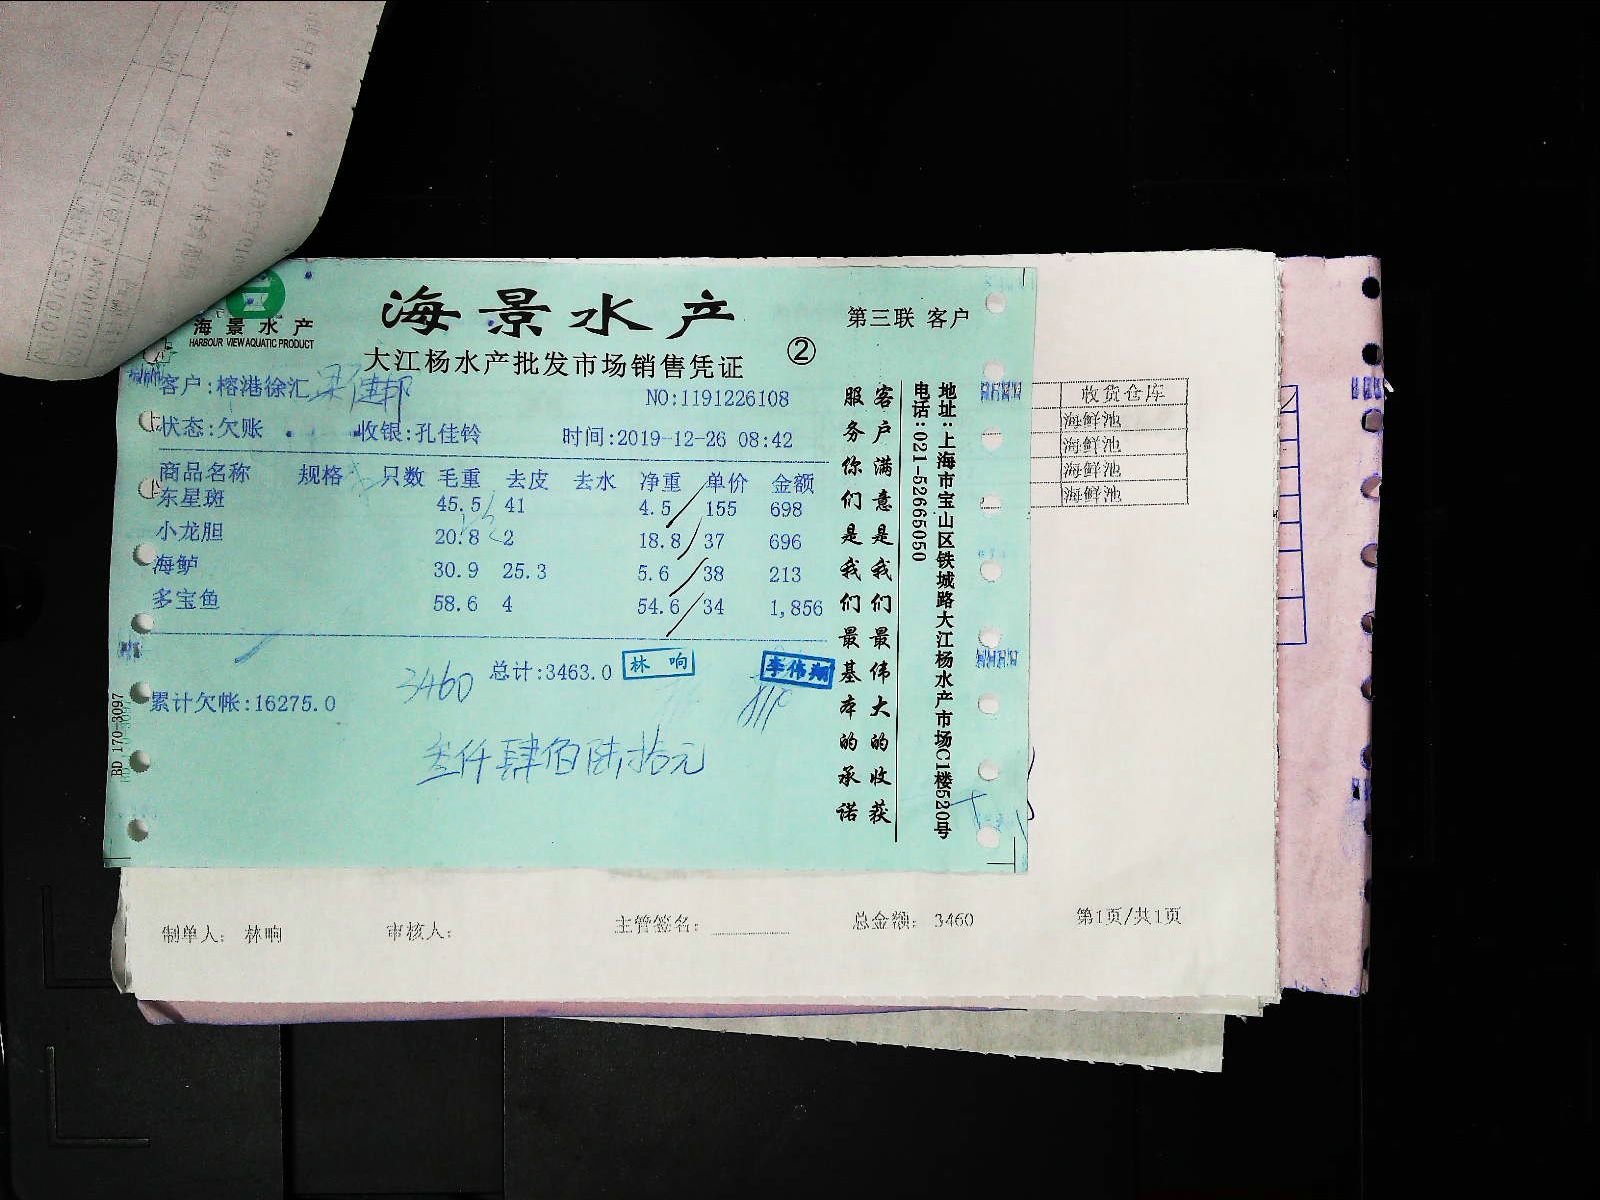 海景水产
HARBOUR VIEW AQUATIC PRODUCT
海景水产
大江杨水产批发市场销售凭证
②
第三联 客户
客户:榕港徐汇
NO:1191226108
状态:欠账 收银:孔佳铃 时间:2019-12-26 08:42
商品名称 规格 只数 毛重 去皮 去水 净重 单价 金额
东星斑 45.5 41 4.5 155 698
小龙胆 20.8 2 18.8 37 696
海鲈 30.9 25.3 5.6 38 213
多宝鱼 58.6 4 54.6 34 1,856
3460 总计:3463.0 林响 李伟翔
累计欠帐:16275.0
叁仟肆佰陆拾元
BD 170-3097
客户满意是我们最伟大的收获
服务你们是我们最基本的承诺
地址:上海市宝山区铁城路大江杨水产市场C1楼520号
电话:021-52665050
收货仓库
海鲜池
海鲜池
海鲜池
海鲜池
制单人: 林响 审核人: 主管签名: 总金额: 3460 第1页/共1页